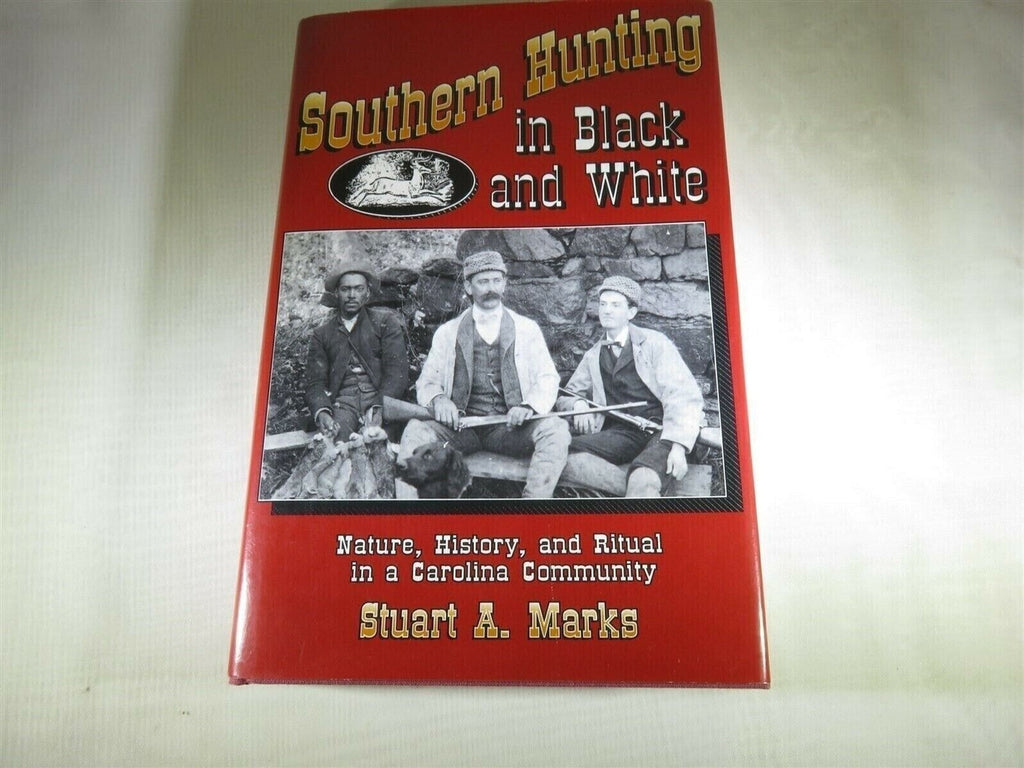 Southern Hunting
in Black
and White
Nature, History, and Ritual
in a Carolina Community
Stuart A. Marks